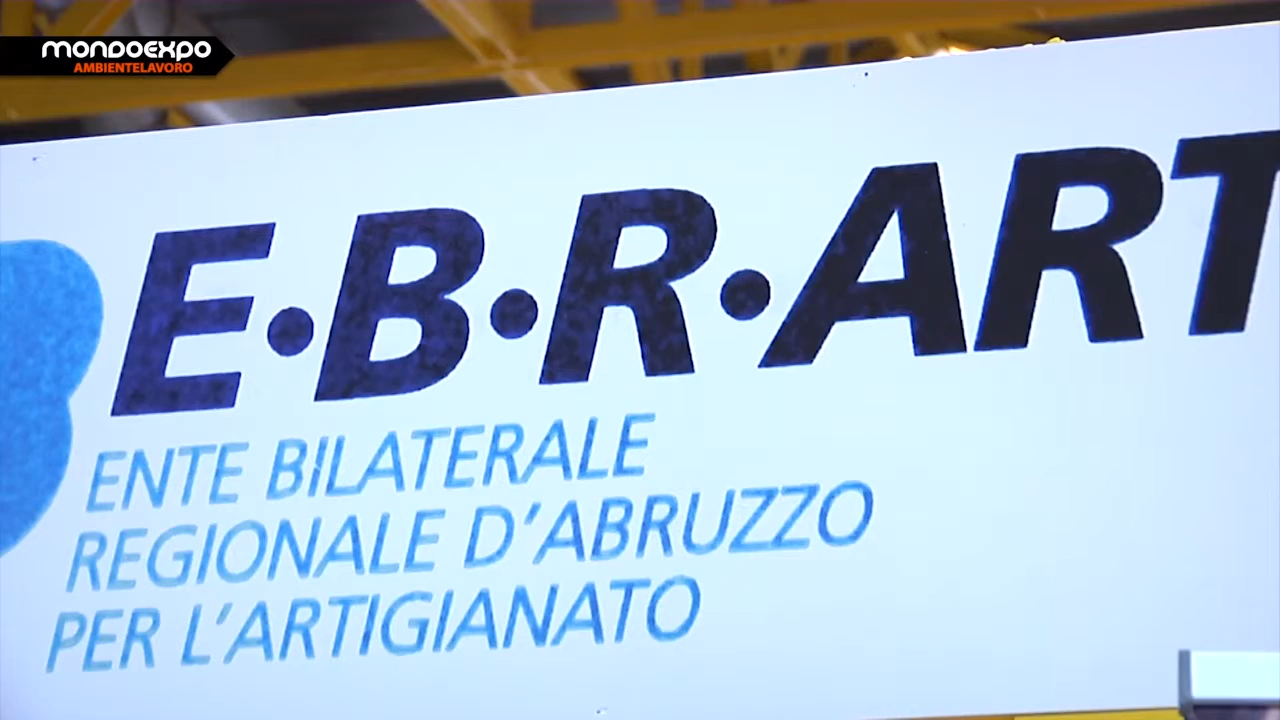 MONDOEXPO
AMBIENTELAVORO
E·B·R·ART
ENTE BILATERALE
REGIONALE D'ABRUZZO
PER L'ARTIGIANATO